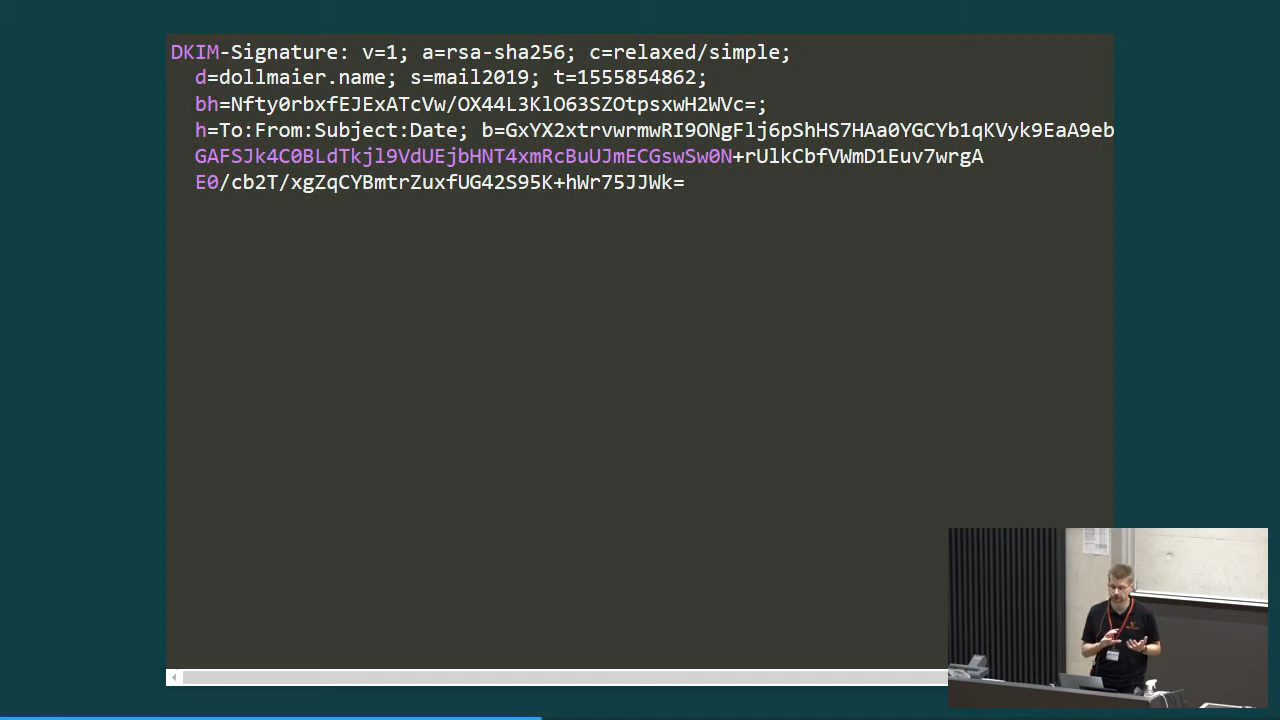 DKIM-Signature: v=1; a=rsa-sha256; c=relaxed/simple;
d=dollmaier.name; s=mail2019; t=1555854862;
bh=Nfty0rbxfEJExATcVw/OX44L3KlO63SZOtpsxwH2WVc=;
h=To:From:Subject:Date; b=GxYX2xtrvwrmwRI9ONgFlj6pShHS7HAa0YGCYb1qKVyk9EaA9eb
GAFSJk4C0BLdTkjl9VdUEjbHNT4xmRcBuUJmECGswSw0N+rUlkCbfVWmD1Euv7wrgA
E0/cb2T/xgZqCYBmtrZuxfUG42S95K+hWr75JJWk=